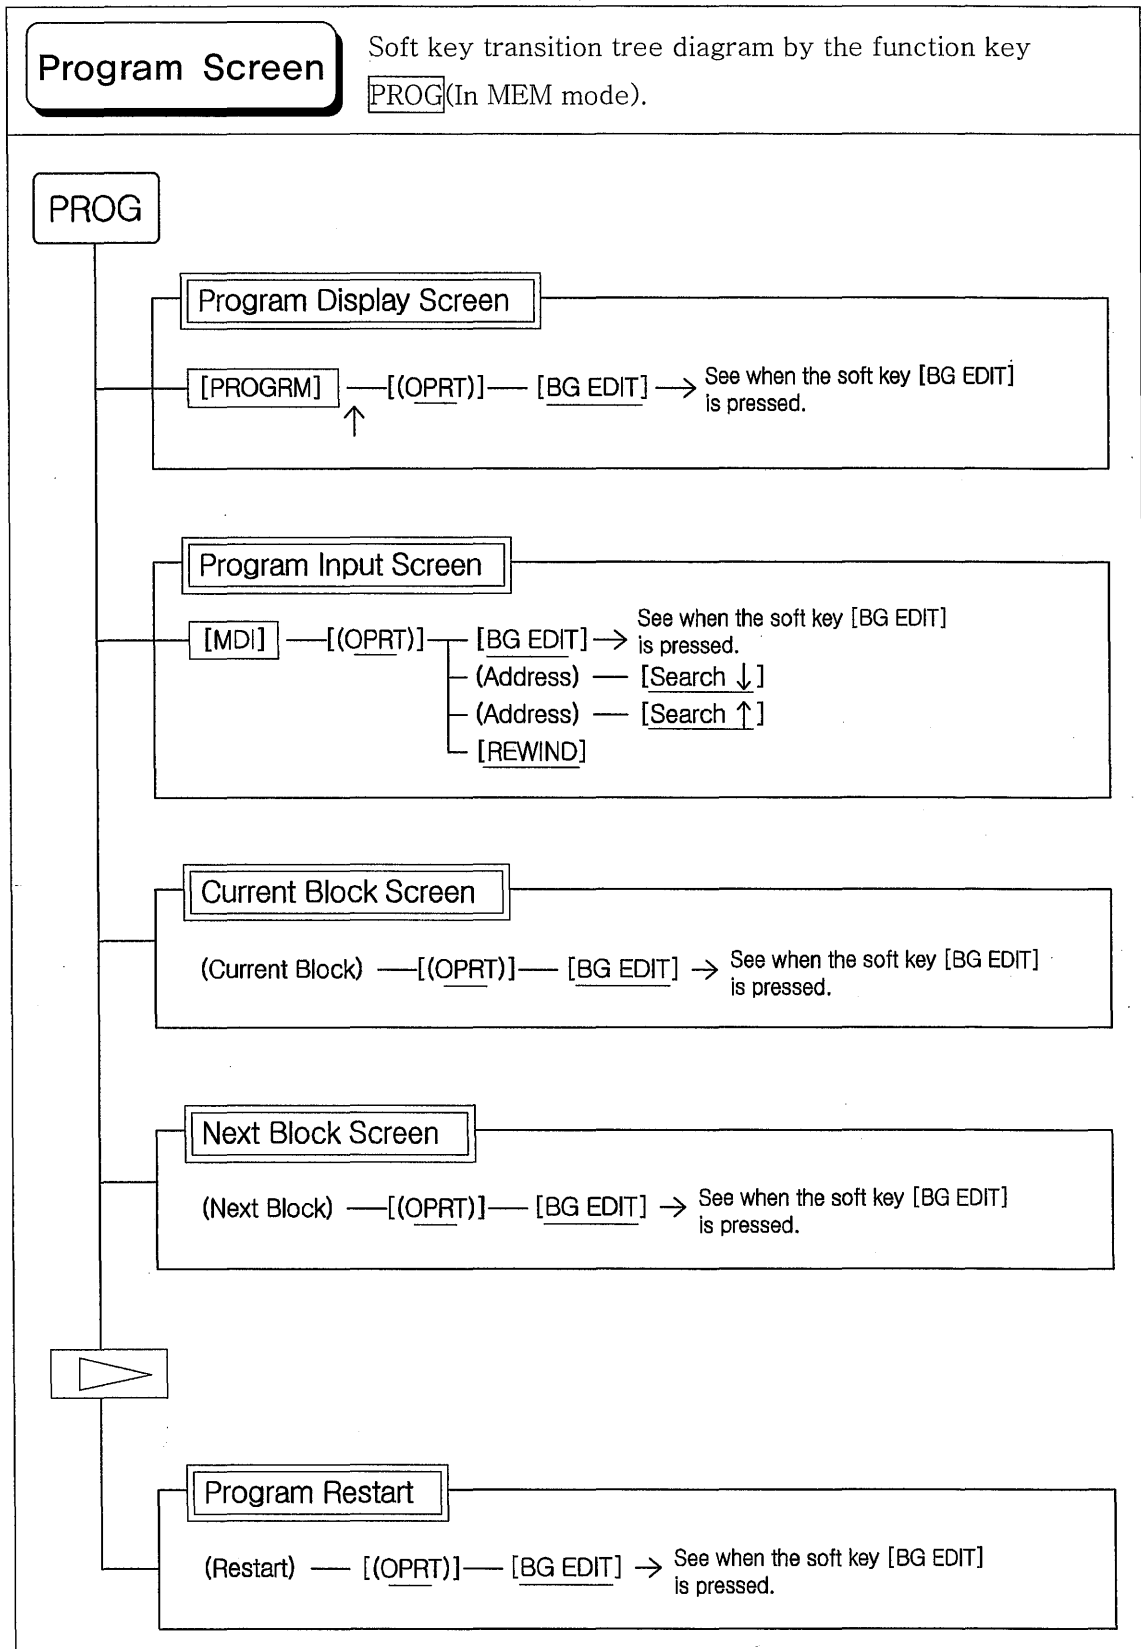 Program Screen
Soft key transition tree diagram by the function key
PROG(In MEM mode).
PROG
Program Display Screen
[PROGRM] [(OPRT)] [BG EDIT] → See when the soft key [BG EDIT]
is pressed.
↑
Program Input Screen
[MDI] [(OPRT)] [BG EDIT] → See when the soft key [BG EDIT]
is pressed.
(Address) [Search ↓]
(Address) [Search ↑]
[REWIND]
Current Block Screen
(Current Block) [(OPRT)] [BG EDIT] → See when the soft key [BG EDIT]
is pressed.
Next Block Screen
(Next Block) [(OPRT)] [BG EDIT] → See when the soft key [BG EDIT]
is pressed.
Program Restart
(Restart) [(OPRT)] [BG EDIT] → See when the soft key [BG EDIT]
is pressed.